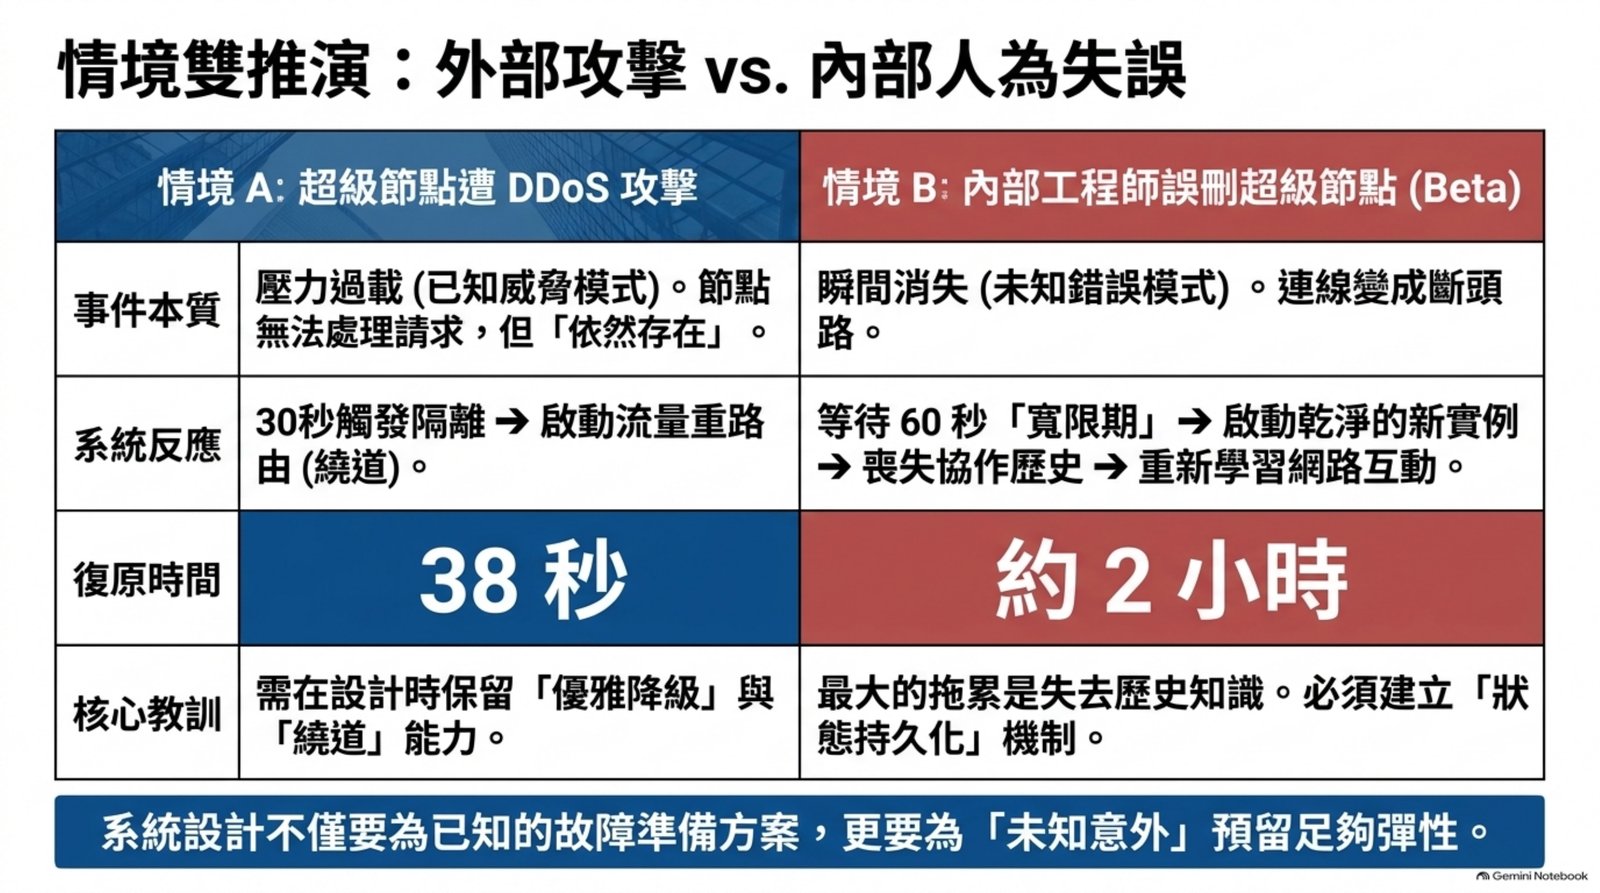 情境雙推演：外部攻擊 vs. 內部人為失誤
情境 A: 超級節點遭 DDoS 攻擊
情境 B: 內部工程師誤刪超級節點 (Beta)
事件本質
壓力過載 (已知威脅模式)。節點
無法處理請求，但「依然存在」。
瞬間消失 (未知錯誤模式) 。連線變成斷頭
路。
系統反應
30秒觸發隔離 ➔ 啟動流量重路
由 (繞道)。
等待 60 秒「寬限期」➔ 啟動乾淨的新實例
➔ 喪失協作歷史 ➔ 重新學習網路互動。
復原時間
38 秒
約 2 小時
核心教訓
需在設計時保留「優雅降級」與
「繞道」能力。
最大的拖累是失去歷史知識。必須建立「狀
態持久化」機制。
系統設計不僅要為已知的故障準備方案，更要為「未知意外」預留足夠彈性。
Gemini Notebook